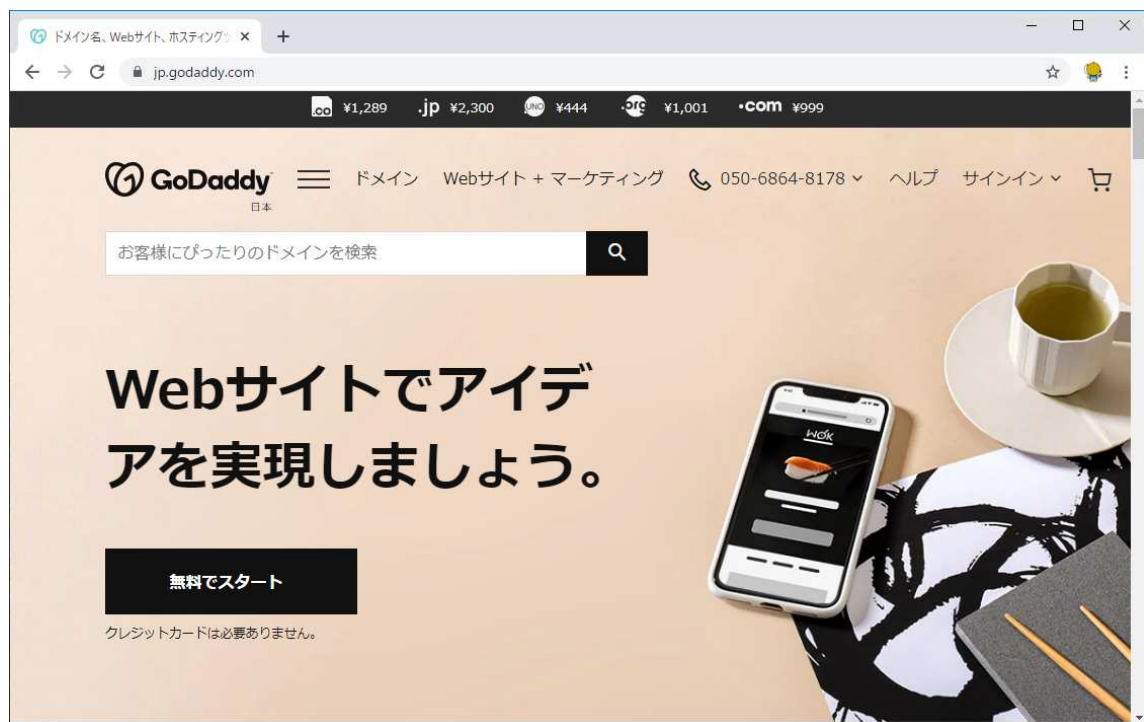 ドメイン名、Webサイト、ホスティング
jp.godaddy.com
.co ¥1,289 .jp ¥2,300 UNO ¥444 .org ¥1,001 .com ¥999
GoDaddy ドメイン Webサイト + マーケティング 050-6864-8178 ヘルプ サインイン
日本
お客様にぴったりのドメインを検索
Webサイトでアイデ
アを実現しましょう。
WOK
無料でスタート
クレジットカードは必要ありません。